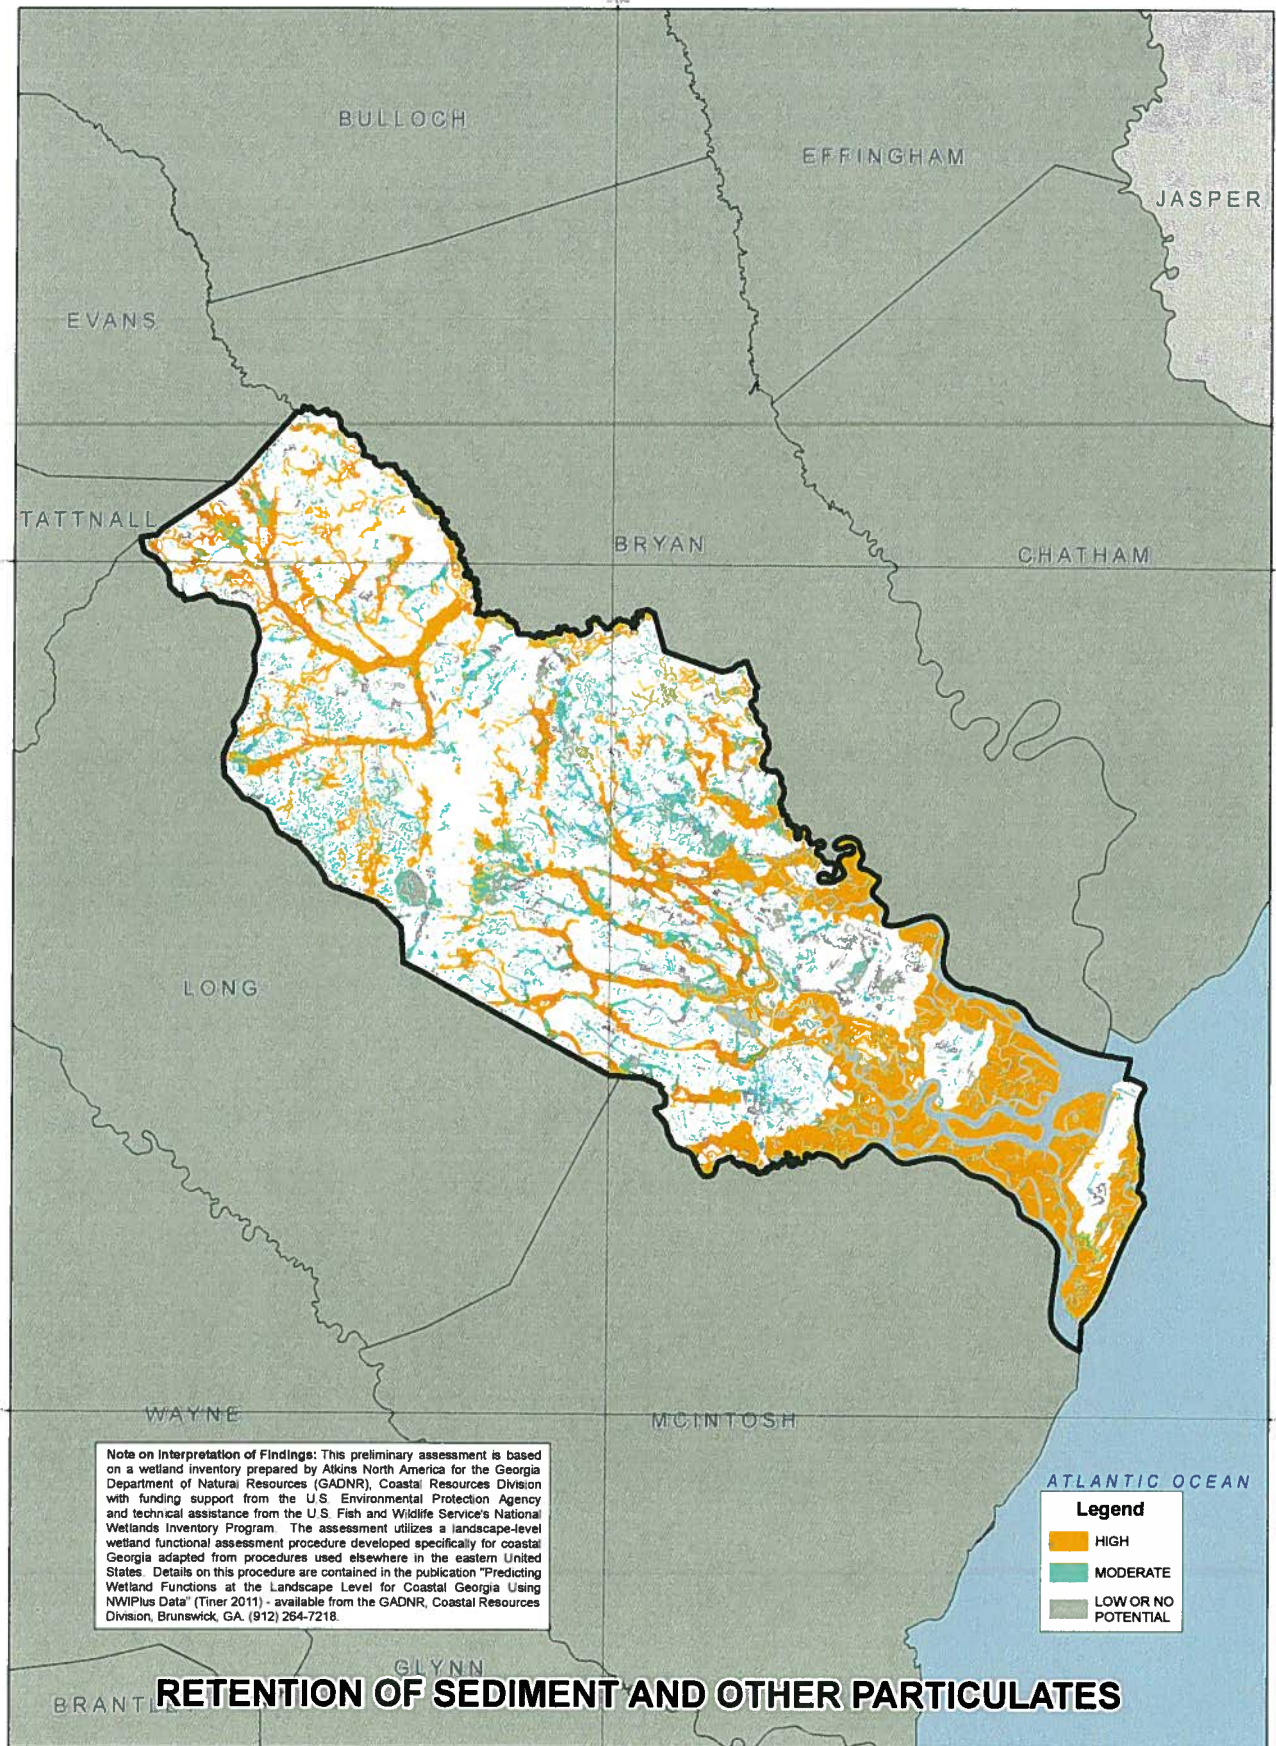 BULLOCH
EFFINGHAM
JASPER
EVANS
TATTNALL
BRYAN
CHATHAM
LONG
WAYNE
MCINTOSH
Note on Interpretation of Findings: This preliminary assessment is based
on a wetland inventory prepared by Atkins North America for the Georgia
Department of Natural Resources (GADNR), Coastal Resources Division
with funding support from the U.S. Environmental Protection Agency
and technical assistance from the U.S. Fish and Wildlife Service's National
Wetlands Inventory Program. The assessment utilizes a landscape-level
wetland functional assessment procedure developed specifically for coastal
Georgia adapted from procedures used elsewhere in the eastern United
States. Details on this procedure are contained in the publication "Predicting
Wetland Functions at the Landscape Level for Coastal Georgia Using
NWIPlus Data" (Tiner 2011) - available from the GADNR, Coastal Resources
Division, Brunswick, GA. (912) 264-7218.
ATLANTIC OCEAN
Legend
HIGH
MODERATE
LOW OR NO
POTENTIAL
GLYNN
RETENTION OF SEDIMENT AND OTHER PARTICULATES